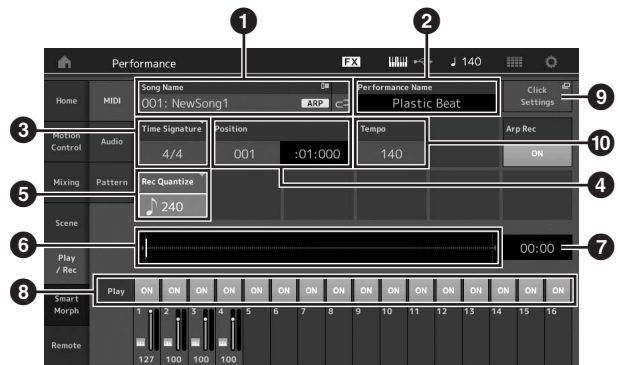 1 2
Performance FX ♩ 140
Home MIDI Song Name Performance Name Click Settings 9
001: NewSong1 ARP Plastic Beat
3 Motion Control Audio Time Signature Position Tempo Arp Rec 10
4/4 001 :01:000 140 ON
5 Mixing Pattern Rec Quantize 4
♪ 240
Scene
6 Play / Rec 00:00 7
8 Play ON ON ON ON ON ON ON ON ON ON ON ON ON ON ON ON
Smart Morph 1 2 3 4 5 6 7 8 9 10 11 12 13 14 15 16
Remote 127 100 100 100